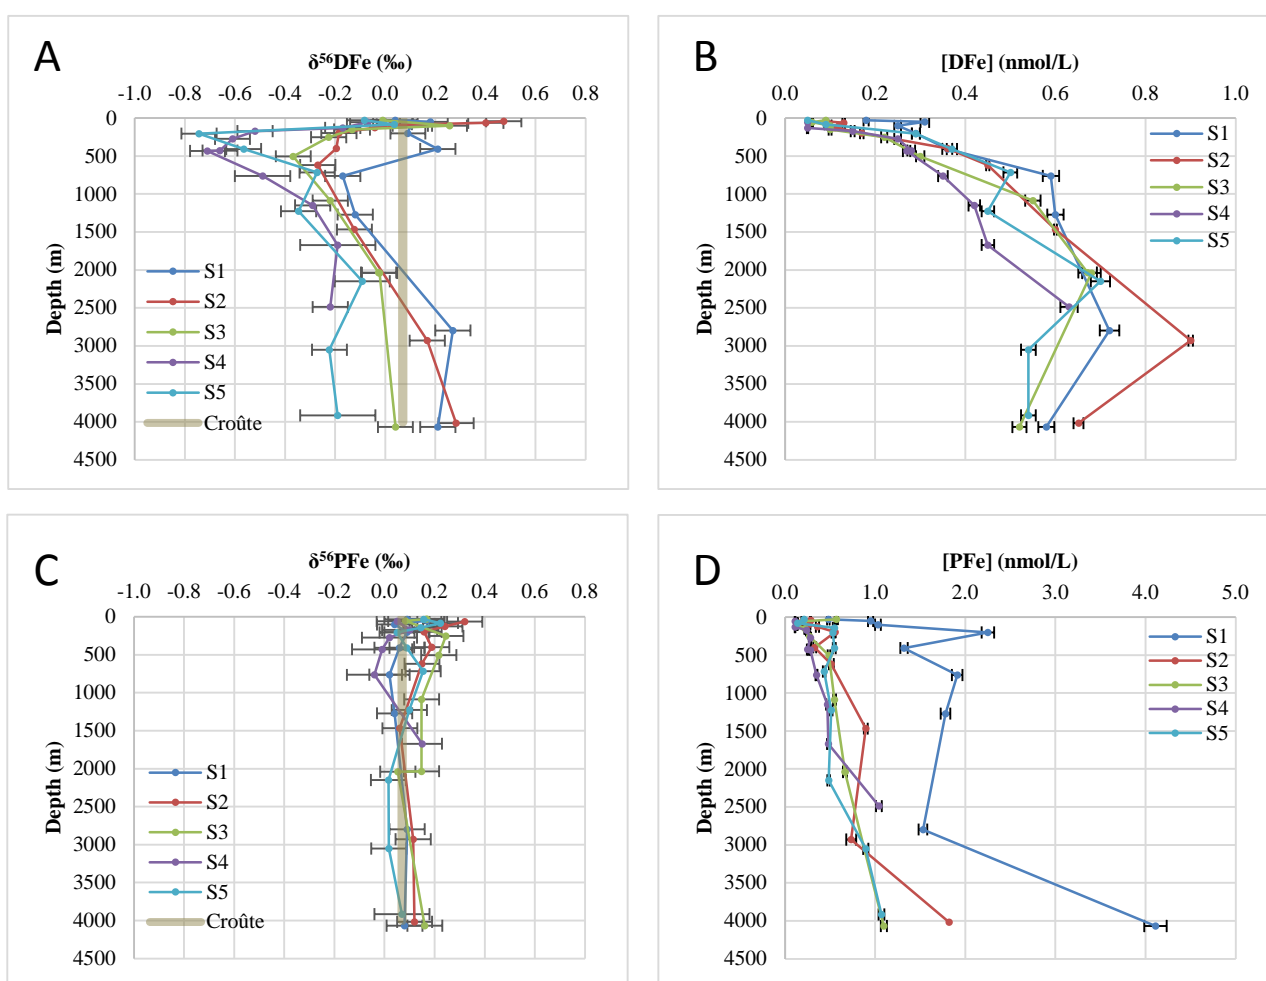 A
δ⁵⁶DFe (‰)
-1.0 -0.8 -0.6 -0.4 -0.2 0.0 0.2 0.4 0.6 0.8
0
500
1000
1500
2000
2500
3000
3500
4000
4500
Depth (m)
S1
S2
S3
S4
S5
Croûte
B
[DFe] (nmol/L)
0.0 0.2 0.4 0.6 0.8 1.0
0
500
1000
1500
2000
2500
3000
3500
4000
4500
Depth (m)
S1
S2
S3
S4
S5
C
δ⁵⁶PFe (‰)
-1.0 -0.8 -0.6 -0.4 -0.2 0.0 0.2 0.4 0.6 0.8
0
500
1000
1500
2000
2500
3000
3500
4000
4500
Depth (m)
S1
S2
S3
S4
S5
Croûte
D
[PFe] (nmol/L)
0.0 1.0 2.0 3.0 4.0 5.0
0
500
1000
1500
2000
2500
3000
3500
4000
4500
Depth (m)
S1
S2
S3
S4
S5